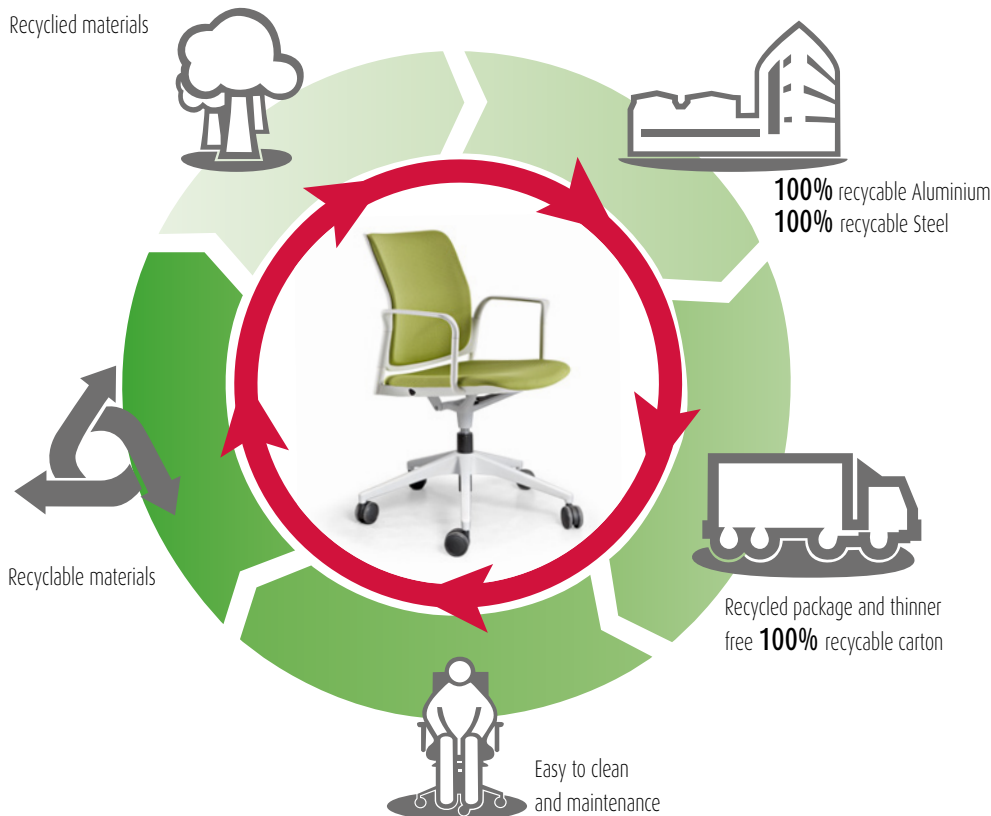 Recyclied materials
100% recycable Aluminium
100% recycable Steel
Recycled package and thinner
free 100% recycable carton
Easy to clean
and maintenance
Recyclable materials